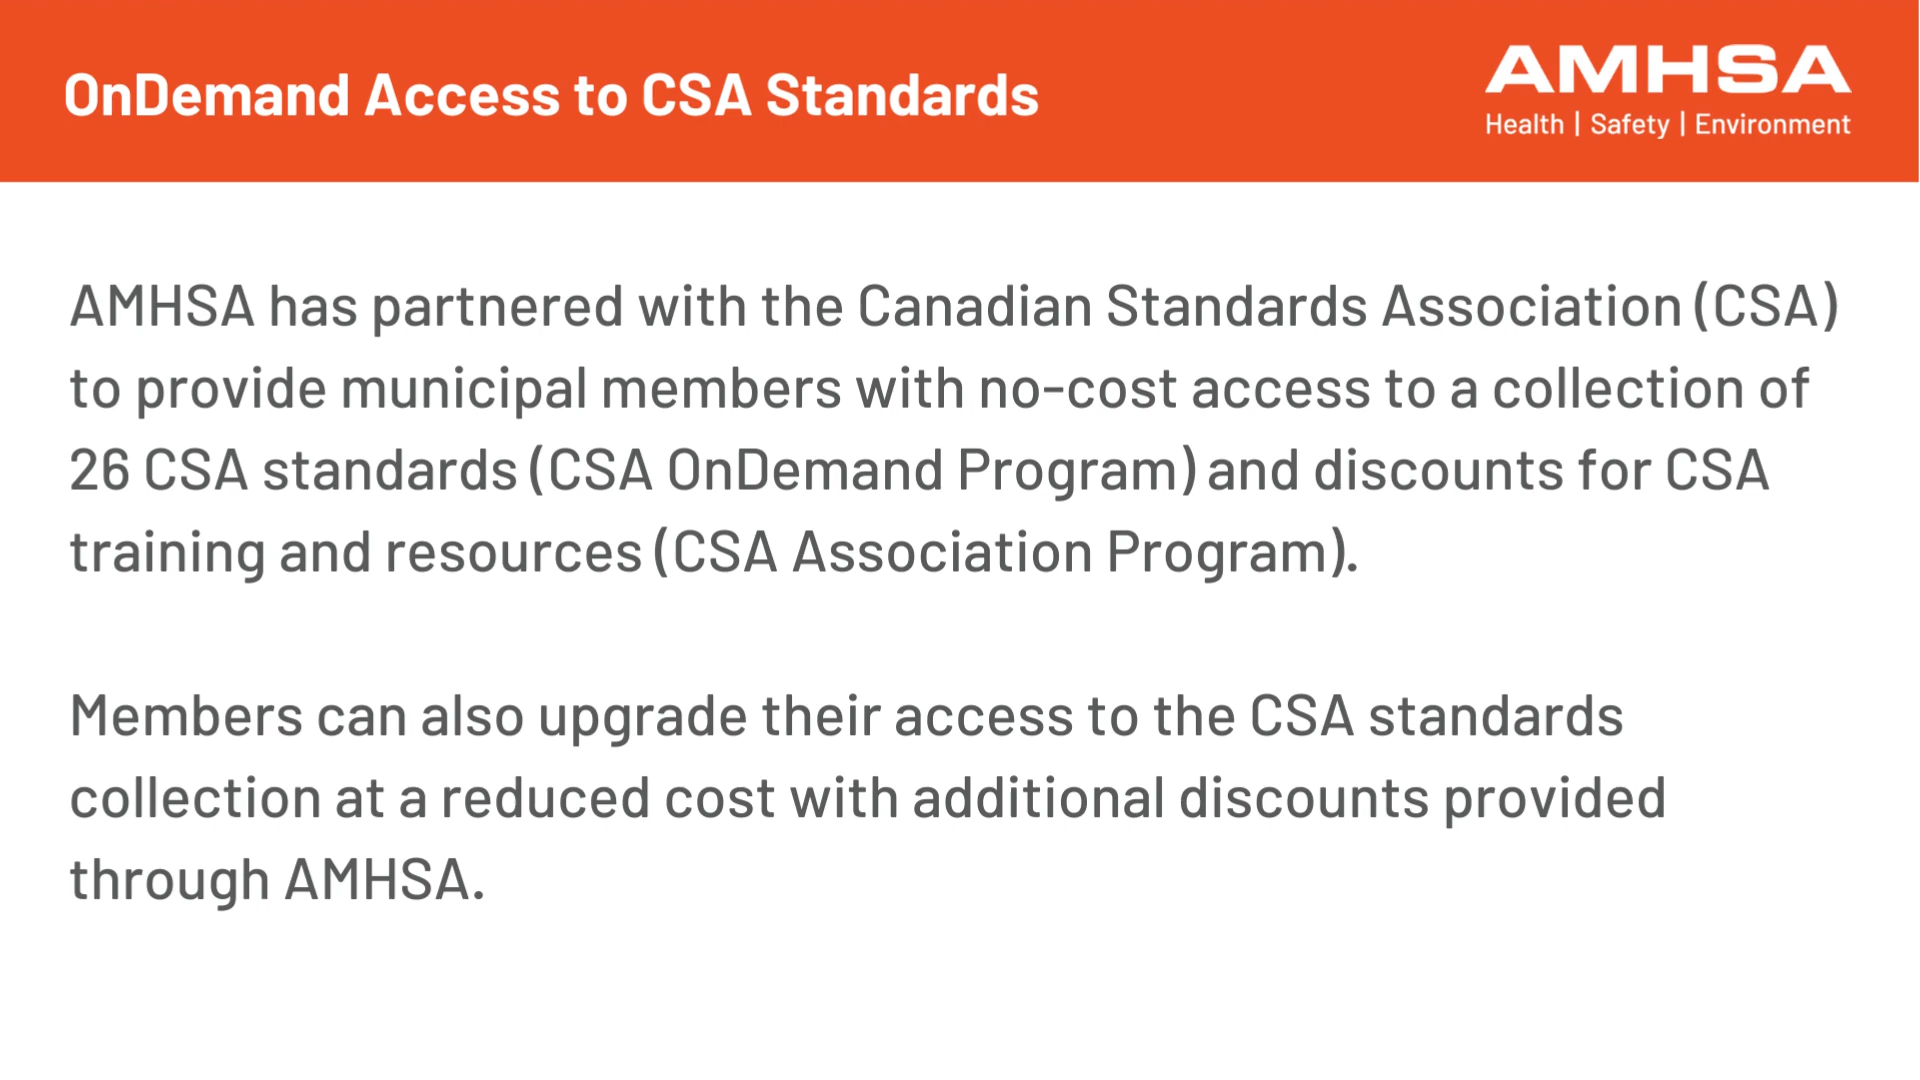 OnDemand Access to CSA Standards
AMHSA
Health | Safety | Environment
AMHSA has partnered with the Canadian Standards Association (CSA)
to provide municipal members with no-cost access to a collection of
26 CSA standards (CSA OnDemand Program) and discounts for CSA
training and resources (CSA Association Program).
Members can also upgrade their access to the CSA standards
collection at a reduced cost with additional discounts provided
through AMHSA.